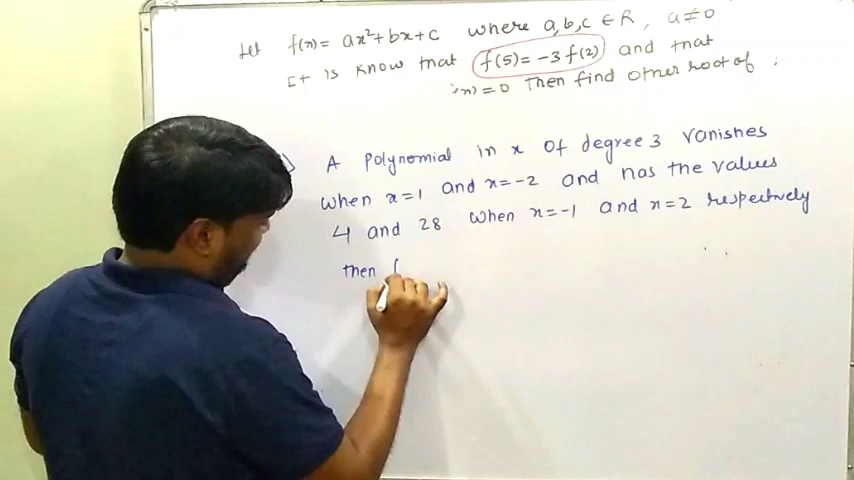 Let f(x) = ax²+bx+c where a,b,c ∈ R, a≠0
It is know that f(5) = -3 f(2) and that
(x)=0 Then find other root of
A Polynomial in x of degree 3 vanishes
when x=1 and x=-2 and has the values
4 and 28 when x=-1 and x=2 respectively
then